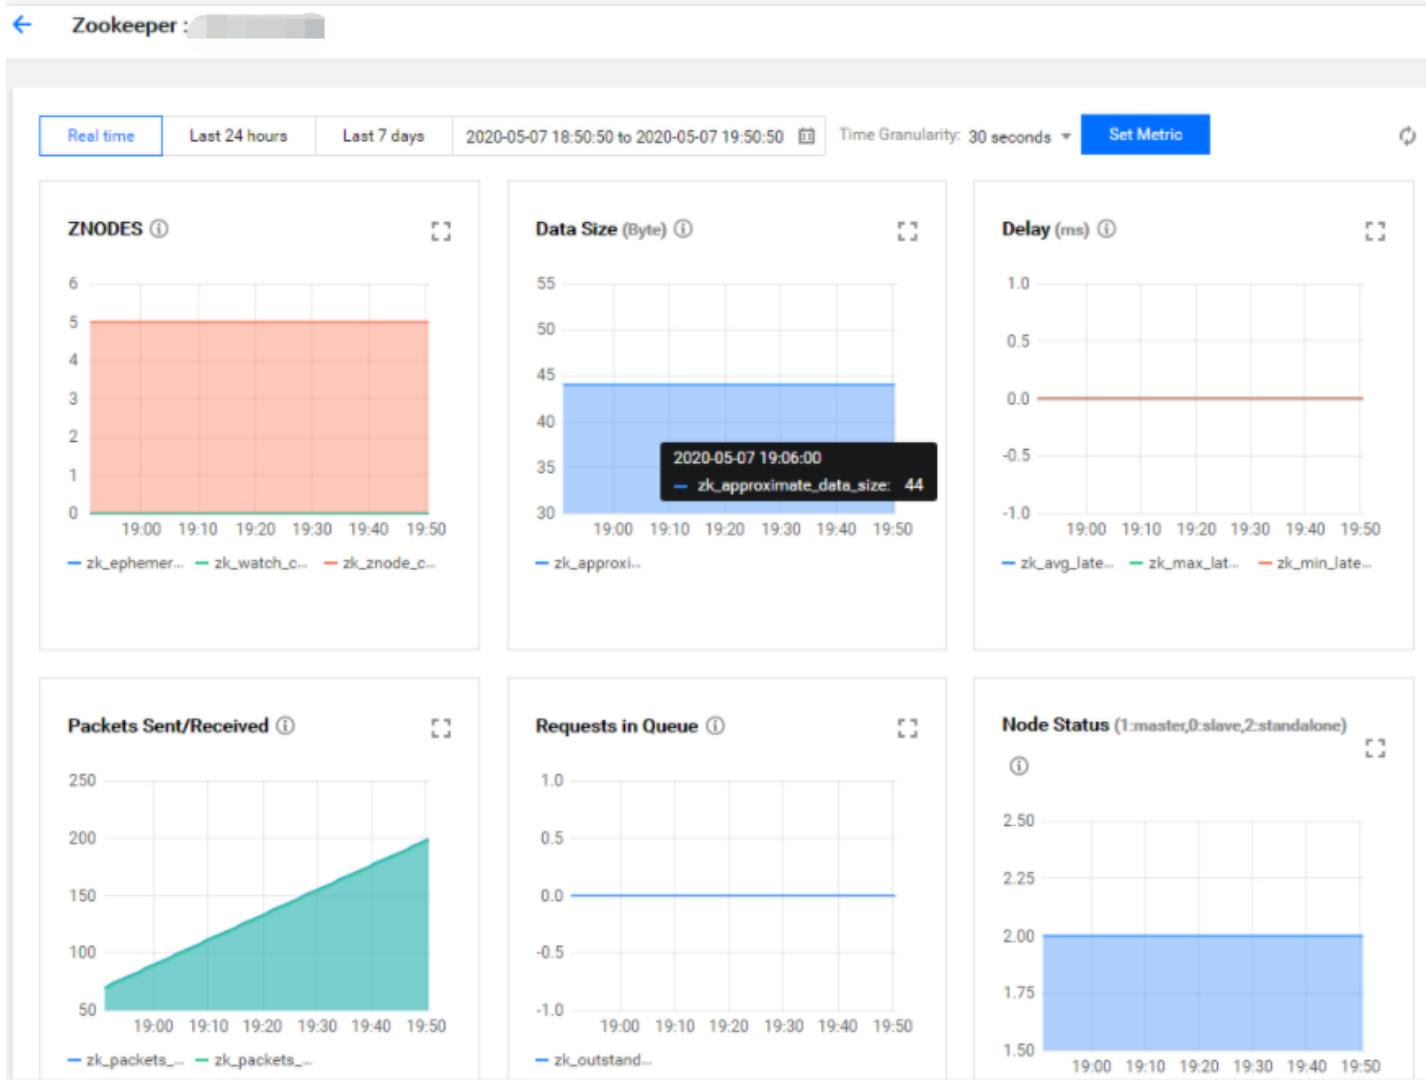 Zookeeper :
Real time Last 24 hours Last 7 days 2020-05-07 18:50:50 to 2020-05-07 19:50:50 Time Granularity: 30 seconds Set Metric
ZNODES
6
5
4
3
2
1
0
19:00 19:10 19:20 19:30 19:40 19:50
zk_ephemer... zk_watch_c... zk_znode_c...
Data Size (Byte)
55
50
45
40
35
30
2020-05-07 19:06:00
zk_approximate_data_size: 44
19:00 19:10 19:20 19:30 19:40 19:50
zk_approxi...
Delay (ms)
1.0
0.5
0.0
-0.5
-1.0
19:00 19:10 19:20 19:30 19:40 19:50
zk_avg_late... zk_max_lat... zk_min_late...
Packets Sent/Received
250
200
150
100
50
19:00 19:10 19:20 19:30 19:40 19:50
zk_packets_... zk_packets_...
Requests in Queue
1.0
0.5
0.0
-0.5
-1.0
19:00 19:10 19:20 19:30 19:40 19:50
zk_outstand...
Node Status (1:master,0:slave,2:standalone)
2.50
2.25
2.00
1.75
1.50
19:00 19:10 19:20 19:30 19:40 19:50